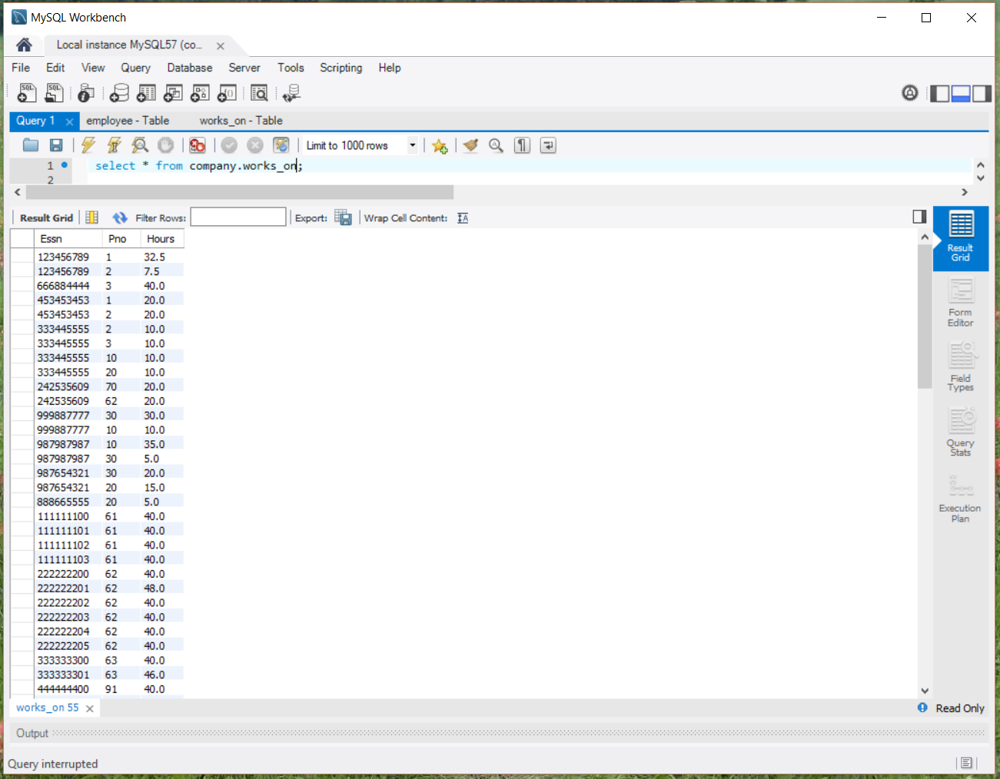 MySQL Workbench
Local instance MySQL57 (co...
File Edit View Query Database Server Tools Scripting Help
Query 1 employee - Table works_on - Table
Limit to 1000 rows
1 select * from company.works_on;
2
Result Grid Filter Rows: Export: Wrap Cell Content:
Essn Pno Hours
123456789 1 32.5
123456789 2 7.5
666884444 3 40.0
453453453 1 20.0
453453453 2 20.0
333445555 2 10.0
333445555 3 10.0
333445555 10 10.0
333445555 20 10.0
242535609 70 20.0
242535609 62 20.0
999887777 30 30.0
999887777 10 10.0
987987987 10 35.0
987987987 30 5.0
987654321 30 20.0
987654321 20 15.0
888665555 20 5.0
111111100 61 40.0
111111101 61 40.0
111111102 61 40.0
111111103 61 40.0
222222200 62 40.0
222222201 62 48.0
222222202 62 40.0
222222203 62 40.0
222222204 62 40.0
222222205 62 40.0
333333300 63 40.0
333333301 63 46.0
444444400 91 40.0
Result
Grid
Form
Editor
Field
Types
Query
Stats
Execution
Plan
works_on 55
Read Only
Output
Query interrupted